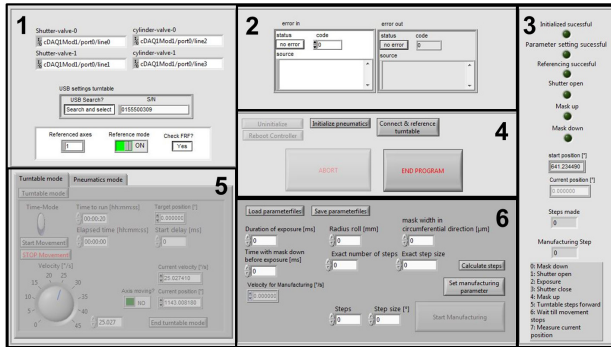 1
Shutter-valve-0
cylinder-valve-0
cDAQ1Mod1/port0/line0
cDAQ1Mod1/port0/line2
Shutter-valve-1
cylinder-valve-1
cDAQ1Mod1/port0/line1
cDAQ1Mod1/port0/line3
USB settings turntable
USB Search?
S/N
Search and select
0155500309
Referenced axes
Reference mode
Check FRF?
1
ON
Yes
2
error in
status
code
no error
0
source
error out
status
code
no error
0
source
3
Initialized sucessful
Parameter setting sucessful
Referencing succesful
Shutter open
Mask up
Mask down
start position [°]
641.234490
Current position [°]
0.000000
Steps made
0
Manufacturing Step
0
0: Mask down
1: Shutter open
2: Exposure
3: Shutter close
4: Mask up
5: Turntable steps forward
6: Wait till movement
stops
7: Measure current
position
4
Uninitialize
Initialize pneumatics
Connect & reference
turntable
Reboot Controller
ABORT
END PROGRAM
5
Turntable mode
Pneumatics mode
Turntable mode
Time-Mode
Time to run [hh:mm:ss]
Target position [°]
00:00:20
0.000000
Elapsed time [hh:mm:ss]
Start delay [ms]
Start Movement
00:00:00
0
STOP Movement
Velocity [°/s]
15
20
25
30
10
35
5
40
0
45
Current velocity [°/s]
25.027410
Axis moving?
NO
Current position [°]
25.027
End turntable mode
6
Load parameterfiles
Save parameterfiles
Duration of exposure [ms]
Radius roll [mm]
mask width in
circumferential direction [µm]
0
0
0
Time with mask down
before exposure [ms]
Exact number of steps
Exact step size
0
0
0
Calculate steps
Velocity for Manufacturing [°/s]
0.000000
Set manufacturing
parameter
Steps
Step size [°]
0
0
Start Manufacturing